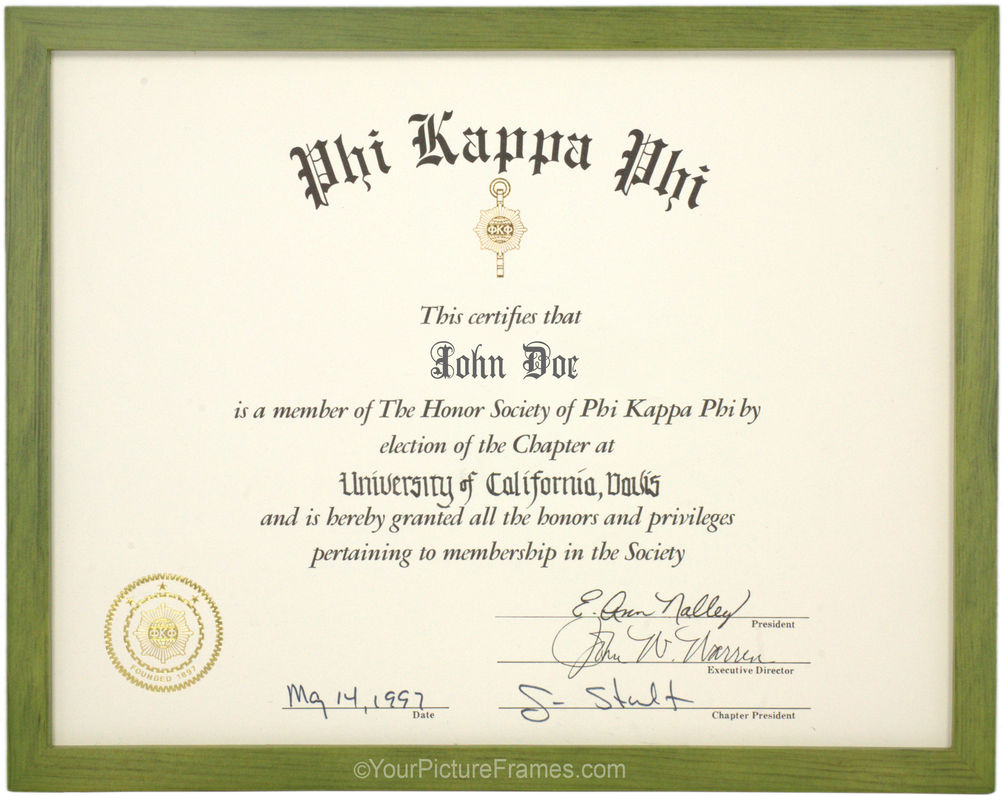 Phi Kappa Phi
ΦΚΦ
This certifies that
John Doe
is a member of The Honor Society of Phi Kappa Phi by
election of the Chapter at
University of California, Davis
and is hereby granted all the honors and privileges
pertaining to membership in the Society
E. Ann Nalley
President
John W. Warren
Executive Director
ΦΚΦ
FOUNDED 1897
May 14, 1997
Date
Chapter President
©YourPictureFrames.com